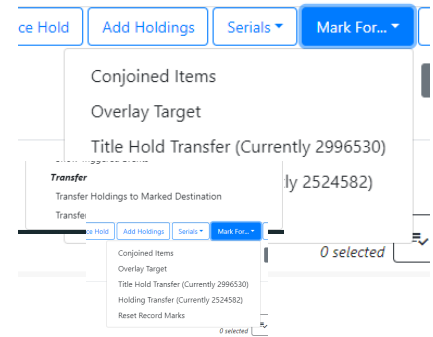 ce Hold Add Holdings Serials Mark For...
Conjoined Items
Overlay Target
Title Hold Transfer (Currently 2996530)
ly 2524582)
Transfer
Transfer Holdings to Marked Destination
Transfe
0 selected
ce Hold Add Holdings Serials Mark For...
Conjoined Items
Overlay Target
Title Hold Transfer (Currently 2996530)
Holding Transfer (Currently 2524582)
Reset Record Marks
0 selected